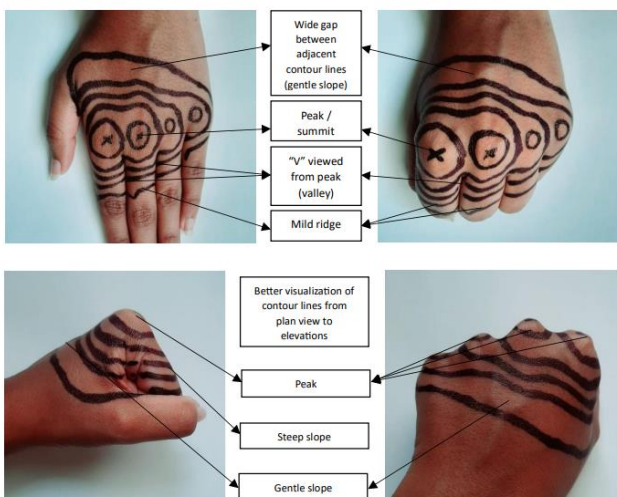 Wide gap
between
adjacent
contour lines
(gentle slope)
Peak /
summit
“V” viewed
from peak
(valley)
Mild ridge
Better visualization of
contour lines from
plan view to
elevations
Peak
Steep slope
Gentle slope